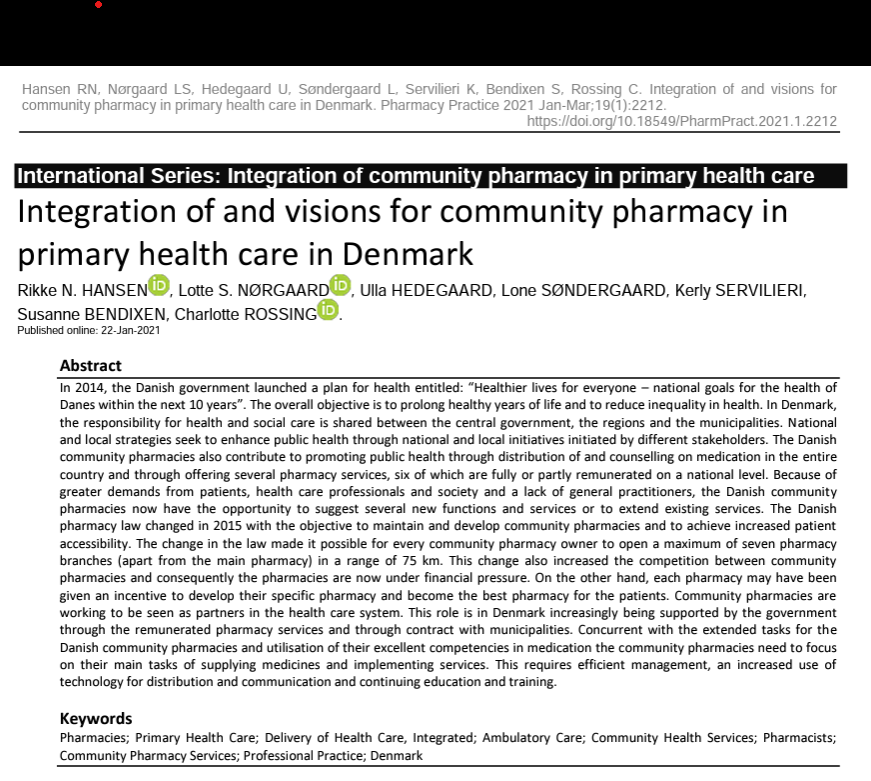 Hansen RN, Nørgaard LS, Hedegaard U, Søndergaard L, Servilieri K, Bendixen S, Rossing C. Integration of and visions for
community pharmacy in primary health care in Denmark. Pharmacy Practice 2021 Jan-Mar;19(1):2212.
https://doi.org/10.18549/PharmPract.2021.1.2212
International Series: Integration of community pharmacy in primary health care
Integration of and visions for community pharmacy in
primary health care in Denmark
Rikke N. HANSEN iD, Lotte S. NØRGAARD iD, Ulla HEDEGAARD, Lone SØNDERGAARD, Kerly SERVILIERI,
Susanne BENDIXEN, Charlotte ROSSING iD.
Published online: 22-Jan-2021
Abstract
In 2014, the Danish government launched a plan for health entitled: “Healthier lives for everyone – national goals for the health of
Danes within the next 10 years”. The overall objective is to prolong healthy years of life and to reduce inequality in health. In Denmark,
the responsibility for health and social care is shared between the central government, the regions and the municipalities. National
and local strategies seek to enhance public health through national and local initiatives initiated by different stakeholders. The Danish
community pharmacies also contribute to promoting public health through distribution of and counselling on medication in the entire
country and through offering several pharmacy services, six of which are fully or partly remunerated on a national level. Because of
greater demands from patients, health care professionals and society and a lack of general practitioners, the Danish community
pharmacies now have the opportunity to suggest several new functions and services or to extend existing services. The Danish
pharmacy law changed in 2015 with the objective to maintain and develop community pharmacies and to achieve increased patient
accessibility. The change in the law made it possible for every community pharmacy owner to open a maximum of seven pharmacy
branches (apart from the main pharmacy) in a range of 75 km. This change also increased the competition between community
pharmacies and consequently the pharmacies are now under financial pressure. On the other hand, each pharmacy may have been
given an incentive to develop their specific pharmacy and become the best pharmacy for the patients. Community pharmacies are
working to be seen as partners in the health care system. This role is in Denmark increasingly being supported by the government
through the remunerated pharmacy services and through contract with municipalities. Concurrent with the extended tasks for the
Danish community pharmacies and utilisation of their excellent competencies in medication the community pharmacies need to focus
on their main tasks of supplying medicines and implementing services. This requires efficient management, an increased use of
technology for distribution and communication and continuing education and training.
Keywords
Pharmacies; Primary Health Care; Delivery of Health Care, Integrated; Ambulatory Care; Community Health Services; Pharmacists;
Community Pharmacy Services; Professional Practice; Denmark